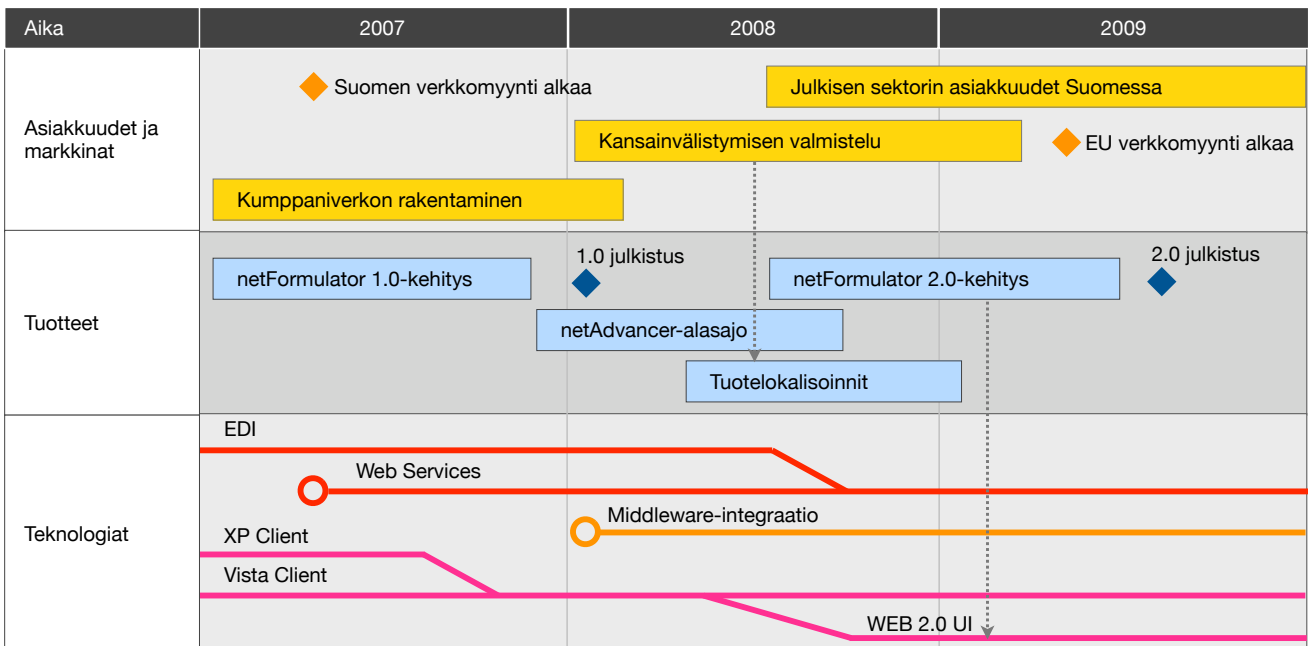 Aika
2007
2008
2009
Asiakkuudet ja
markkinat
Suomen verkkomyynti alkaa
Julkisen sektorin asiakkuudet Suomessa
Kansainvälistymisen valmistelu
EU verkkomyynti alkaa
Kumppaniverkon rakentaminen
Tuotteet
netFormulator 1.0-kehitys
1.0 julkistus
netFormulator 2.0-kehitys
2.0 julkistus
netAdvancer-alasajo
Tuotelokalisoinnit
Teknologiat
EDI
Web Services
Middleware-integraatio
XP Client
Vista Client
WEB 2.0 UI